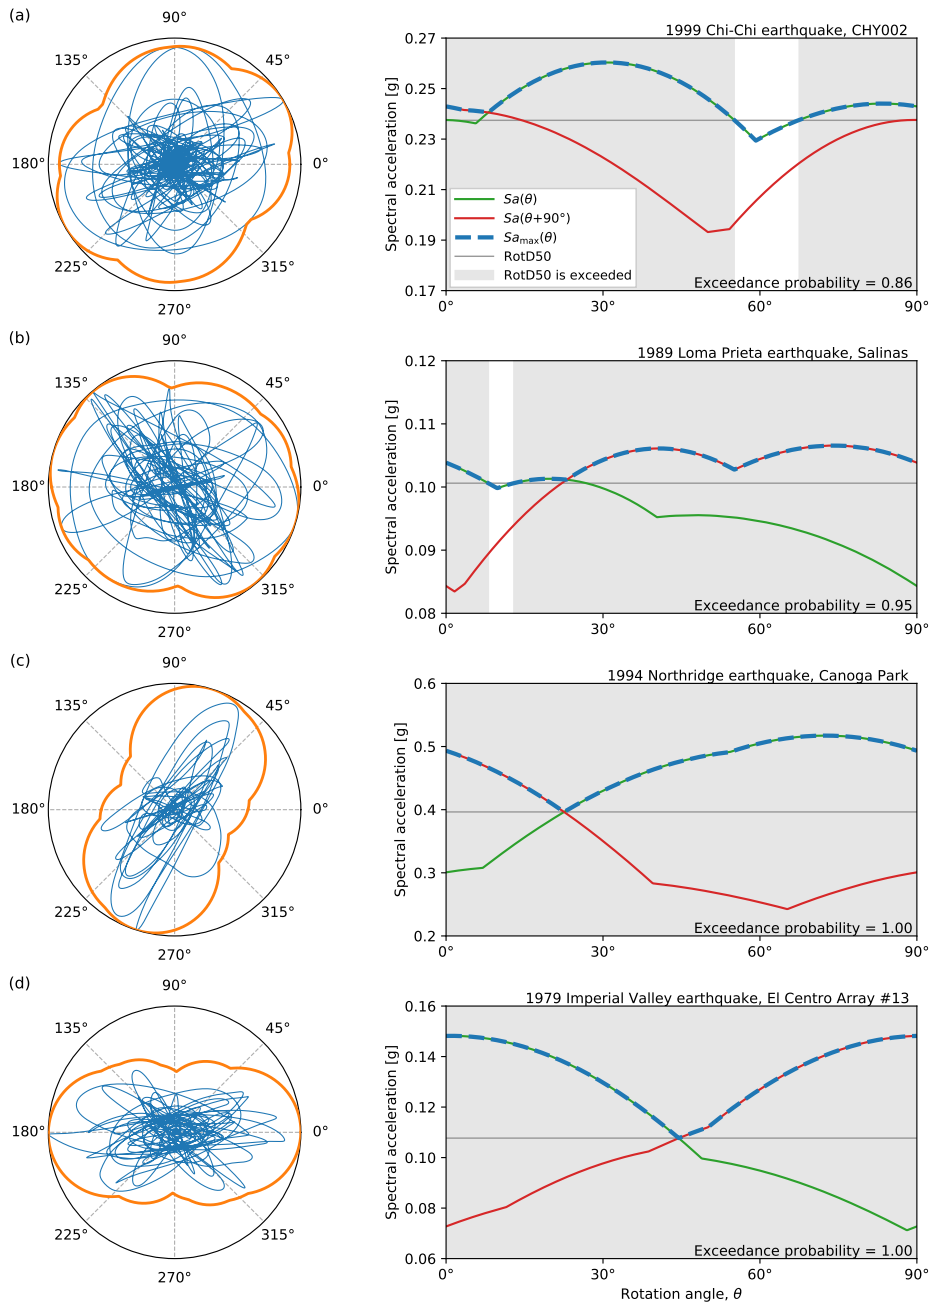 (a)
90°
135°
45°
180°
0°
225°
315°
270°
1999 Chi-Chi earthquake, CHY002
Spectral acceleration [g]
0.27
0.25
0.23
0.21
0.19
0.17
Sa(θ)
Sa(θ+90°)
Samax(θ)
RotD50
RotD50 is exceeded
Exceedance probability = 0.86
0° 30° 60° 90°
(b)
90°
135°
45°
180°
0°
225°
315°
270°
1989 Loma Prieta earthquake, Salinas
Spectral acceleration [g]
0.12
0.11
0.10
0.09
0.08
Exceedance probability = 0.95
0° 30° 60° 90°
(c)
90°
135°
45°
180°
0°
225°
315°
270°
1994 Northridge earthquake, Canoga Park
Spectral acceleration [g]
0.6
0.5
0.4
0.3
0.2
Exceedance probability = 1.00
0° 30° 60° 90°
(d)
90°
135°
45°
180°
0°
225°
315°
270°
1979 Imperial Valley earthquake, El Centro Array #13
Spectral acceleration [g]
0.16
0.14
0.12
0.10
0.08
0.06
Exceedance probability = 1.00
0° 30° 60° 90°
Rotation angle, θ